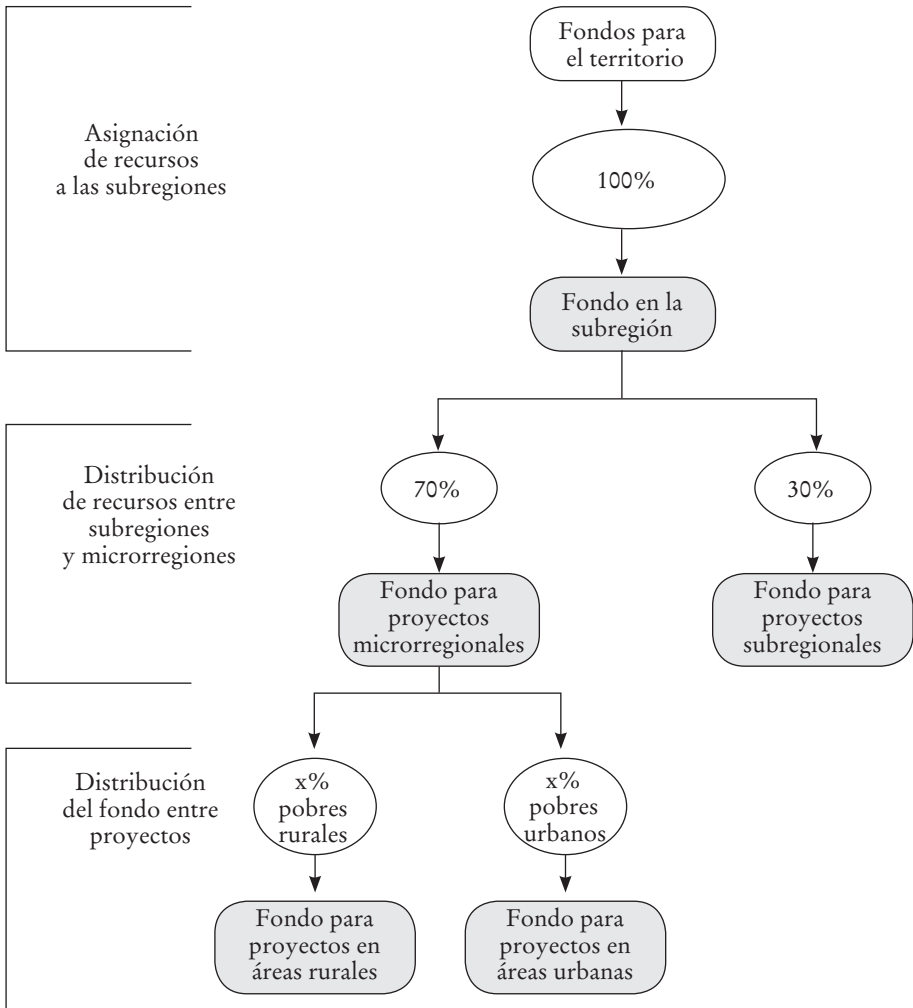 Fondos para
el territorio
Asignación
de recursos
a las subregiones
100%
Fondo en la
subregión
Distribución
de recursos entre
subregiones
y microrregiones
70%
30%
Fondo para
proyectos
microrregionales
Fondo para
proyectos
subregionales
Distribución
del fondo entre
proyectos
x%
pobres
rurales
x%
pobres
urbanos
Fondo para
proyectos en
áreas rurales
Fondo para
proyectos en
áreas urbanas